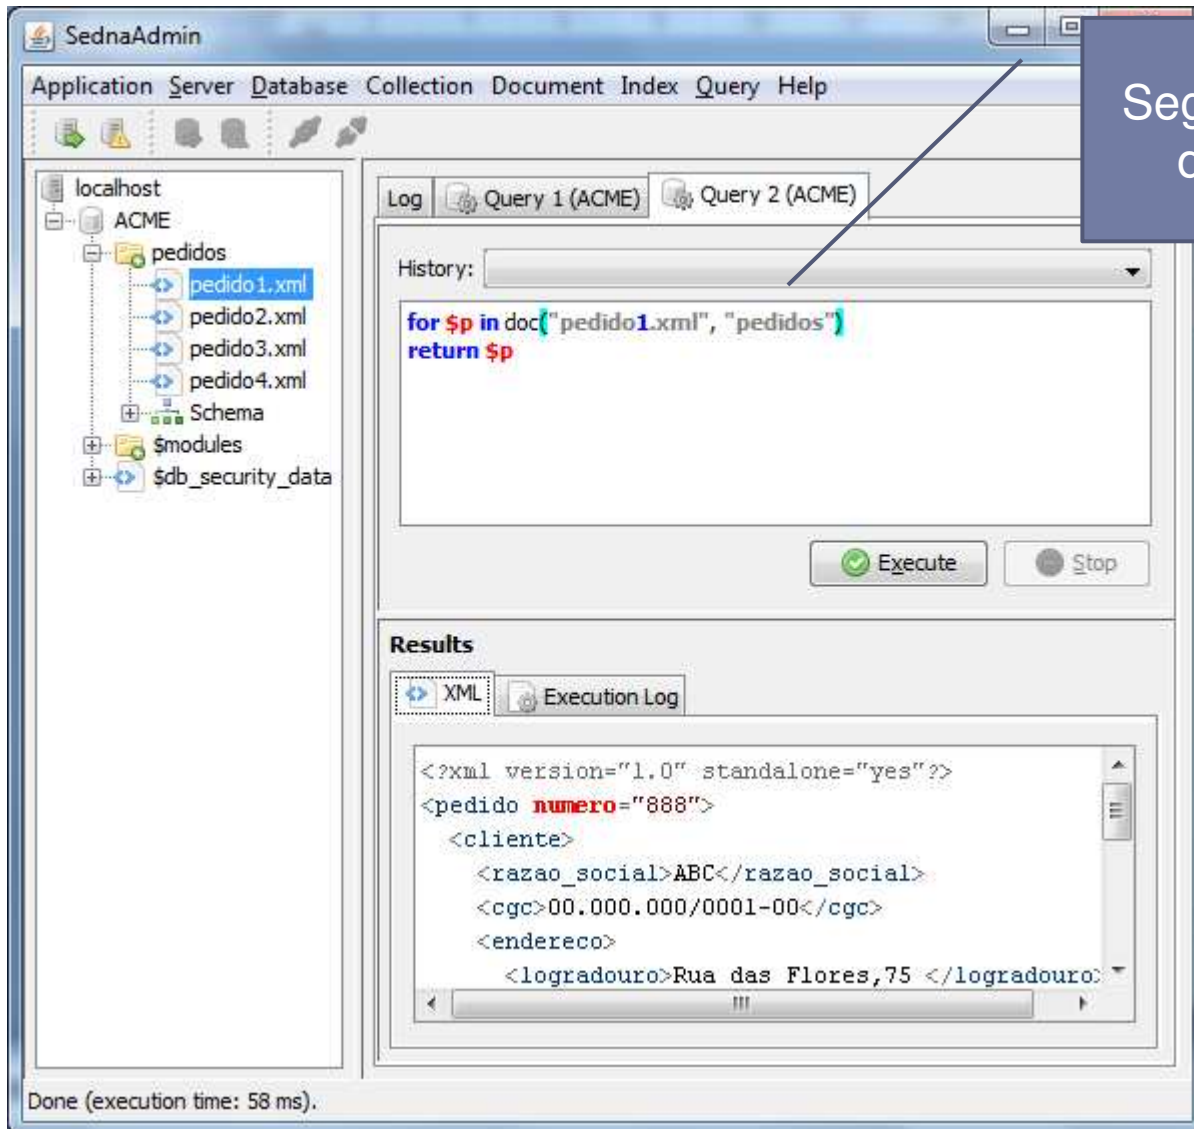 SednaAdmin
Application Server Database Collection Document Index Query Help
localhost
ACME
pedidos
pedido1.xml
pedido2.xml
pedido3.xml
pedido4.xml
Schema
$modules
$db_security_data
Log Query 1 (ACME) Query 2 (ACME)
History:
for $p in doc("pedido1.xml", "pedidos")
return $p
Execute Stop
Results
XML Execution Log
<?xml version="1.0" standalone="yes"?>
<pedido numero="888">
<cliente>
<razao_social>ABC</razao_social>
<cgc>00.000.000/0001-00</cgc>
<endereco>
<logradouro>Rua das Flores,75 </logradouro>
Done (execution time: 58 ms).